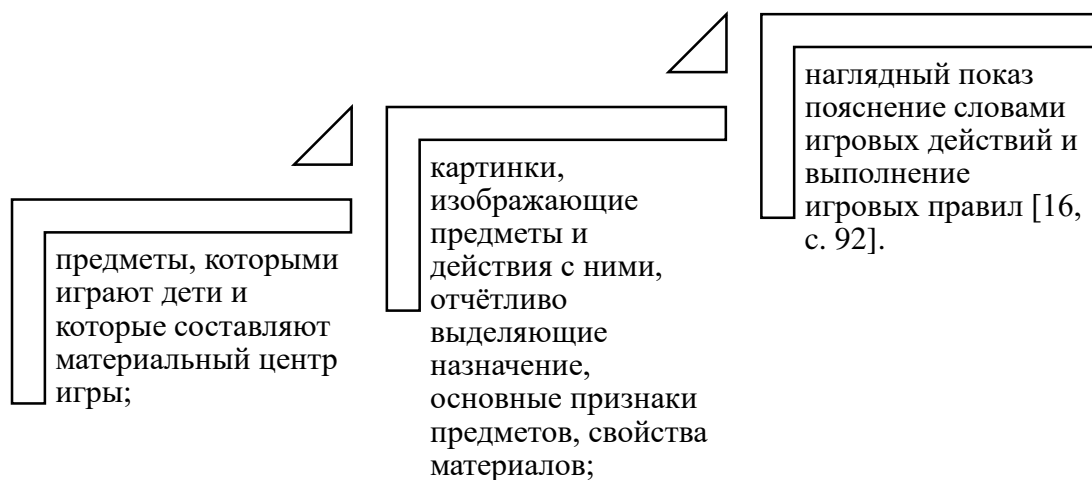 предметы, которыми
играют дети и
которые составляют
материальный центр
игры;
картинки,
изображающие
предметы и
действия с ними,
отчётливо
выделяющие
назначение,
основные признаки
предметов, свойства
материалов;
наглядный показ
пояснение словами
игровых действий и
выполнение
игровых правил [16,
с. 92].